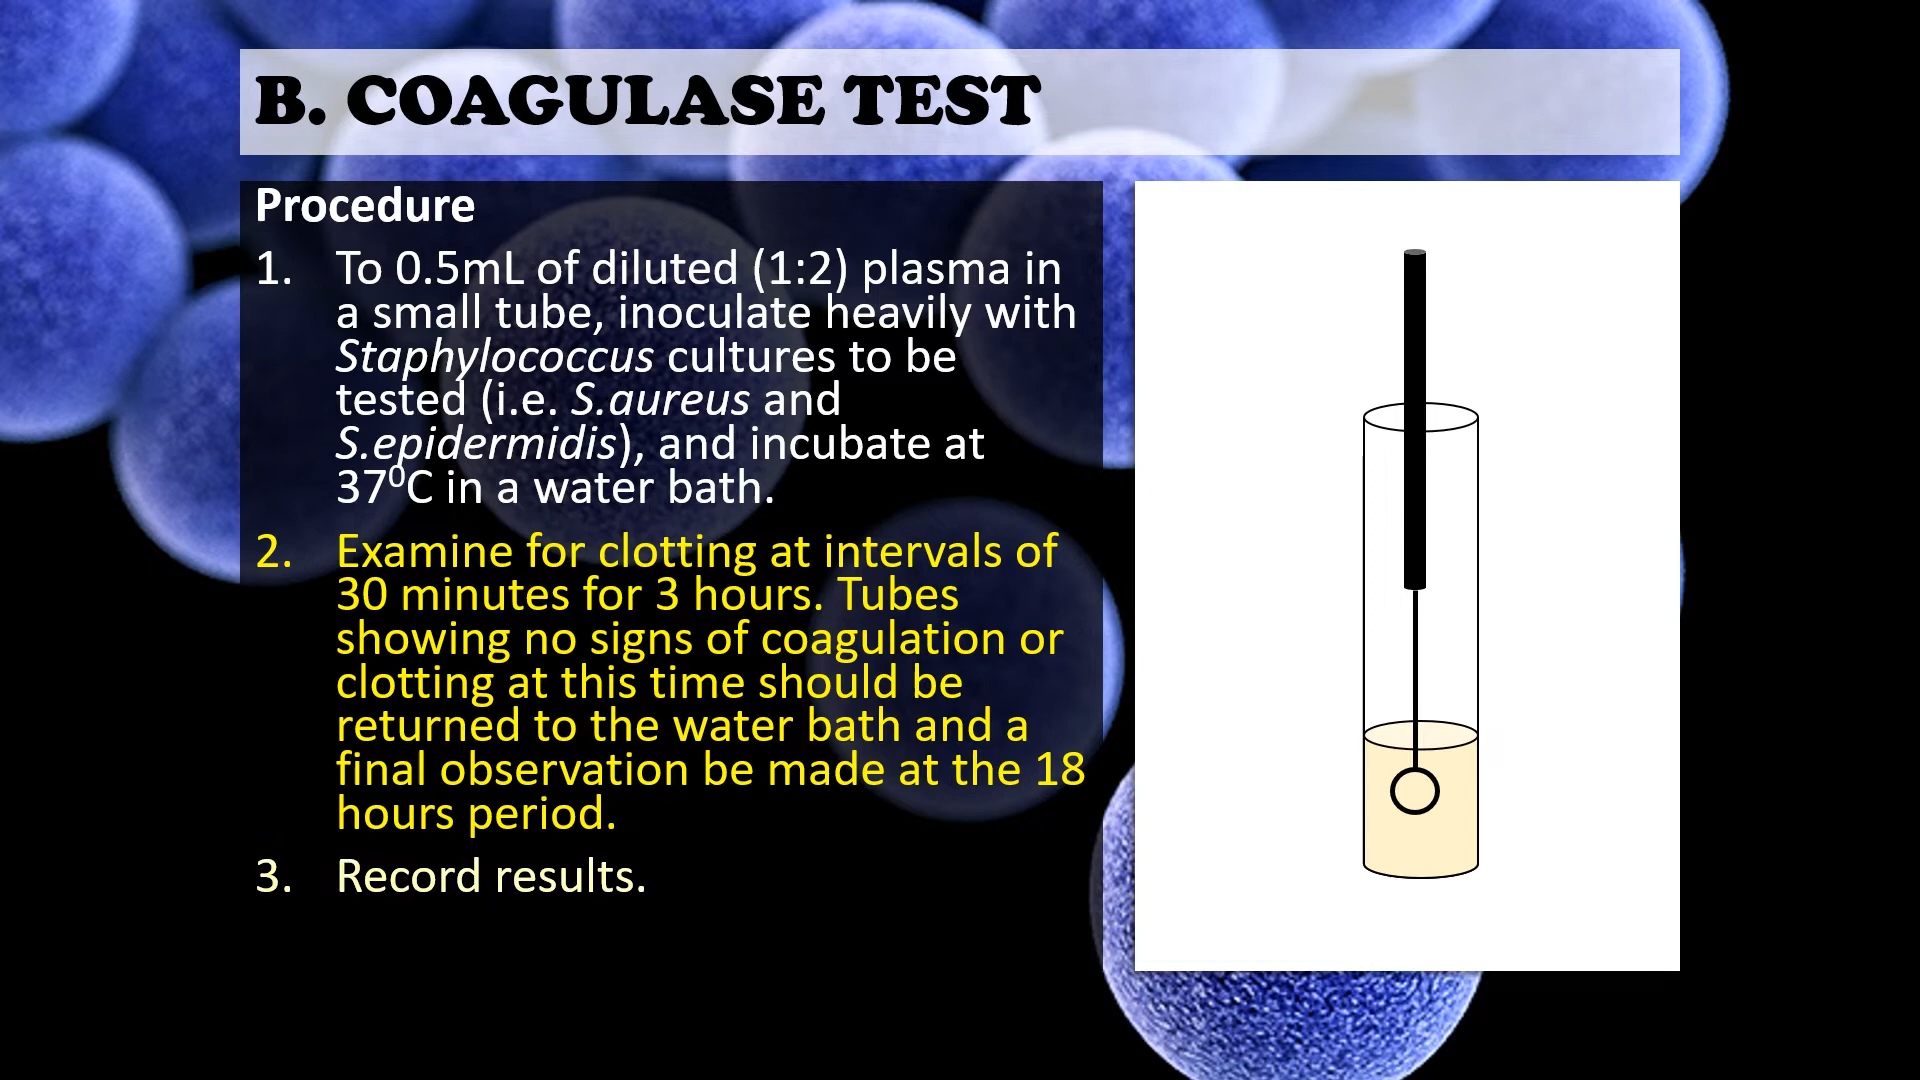 B. COAGULASE TEST
Procedure
1. To 0.5mL of diluted (1:2) plasma in
a small tube, inoculate heavily with
Staphylococcus cultures to be
tested (i.e. S.aureus and
S.epidermidis), and incubate at
37⁰C in a water bath.
2. Examine for clotting at intervals of
30 minutes for 3 hours. Tubes
showing no signs of coagulation or
clotting at this time should be
returned to the water bath and a
final observation be made at the 18
hours period.
3. Record results.